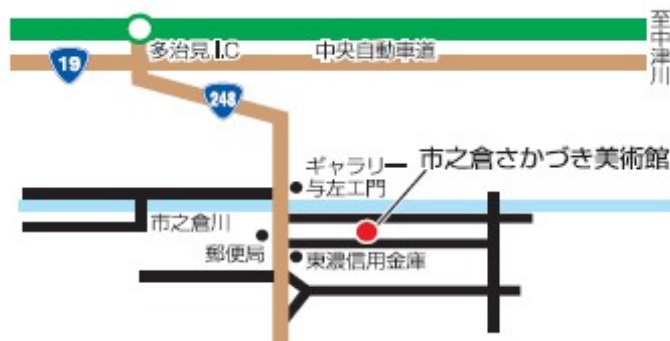 多治見I.C
中央自動車道
至中津川
19
248
ギャラリー
与左エ門
市之倉さかづき美術館
市之倉川
郵便局
東濃信用金庫